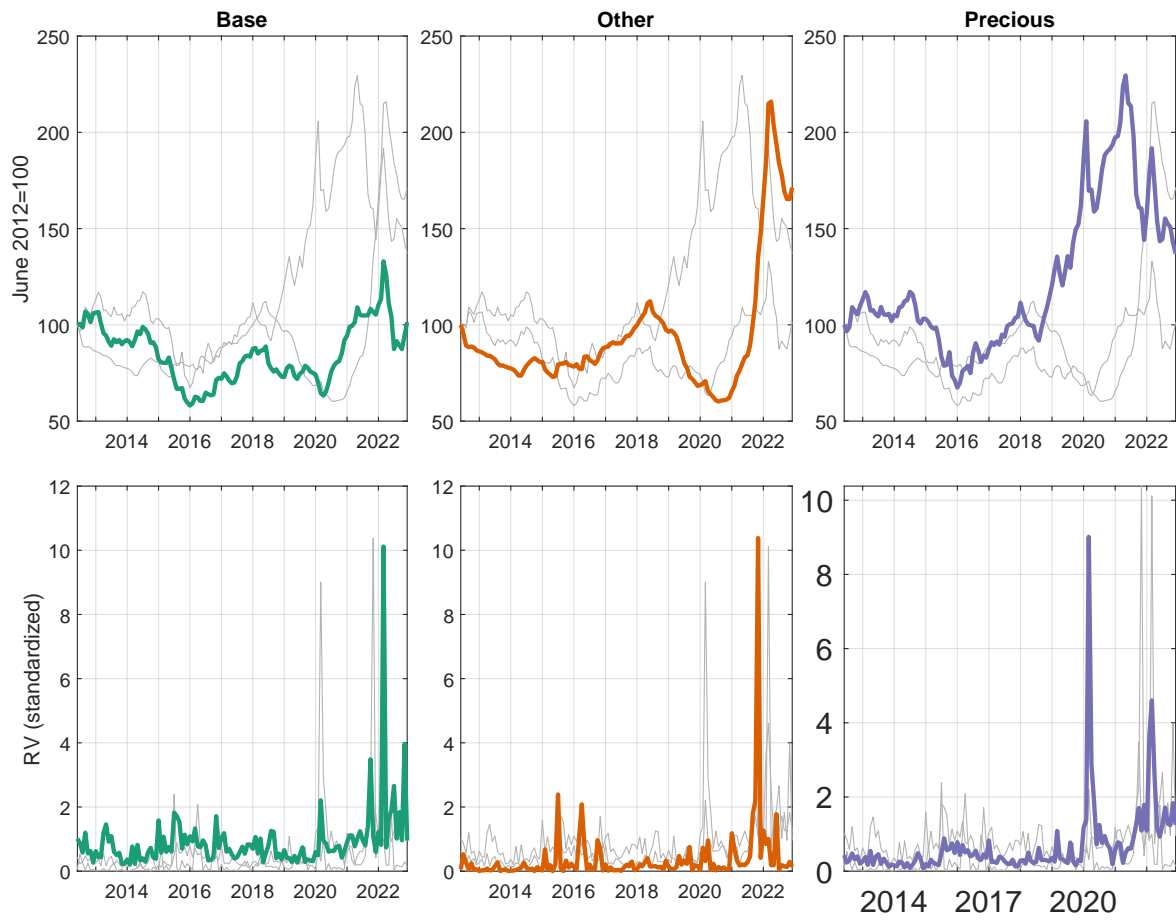 Base Other Precious
250 250 250
200 200 200
150 150 150
100 100 100
50 50 50
June 2012=100
2014 2016 2018 2020 2022 2014 2016 2018 2020 2022 2014 2016 2018 2020 2022
12 12
10 10 10
8 8 8
6 6 6
4 4 4
2 2 2
0 0 0
RV (standardized)
2014 2016 2018 2020 2022 2014 2016 2018 2020 2022 2014 2017 2020